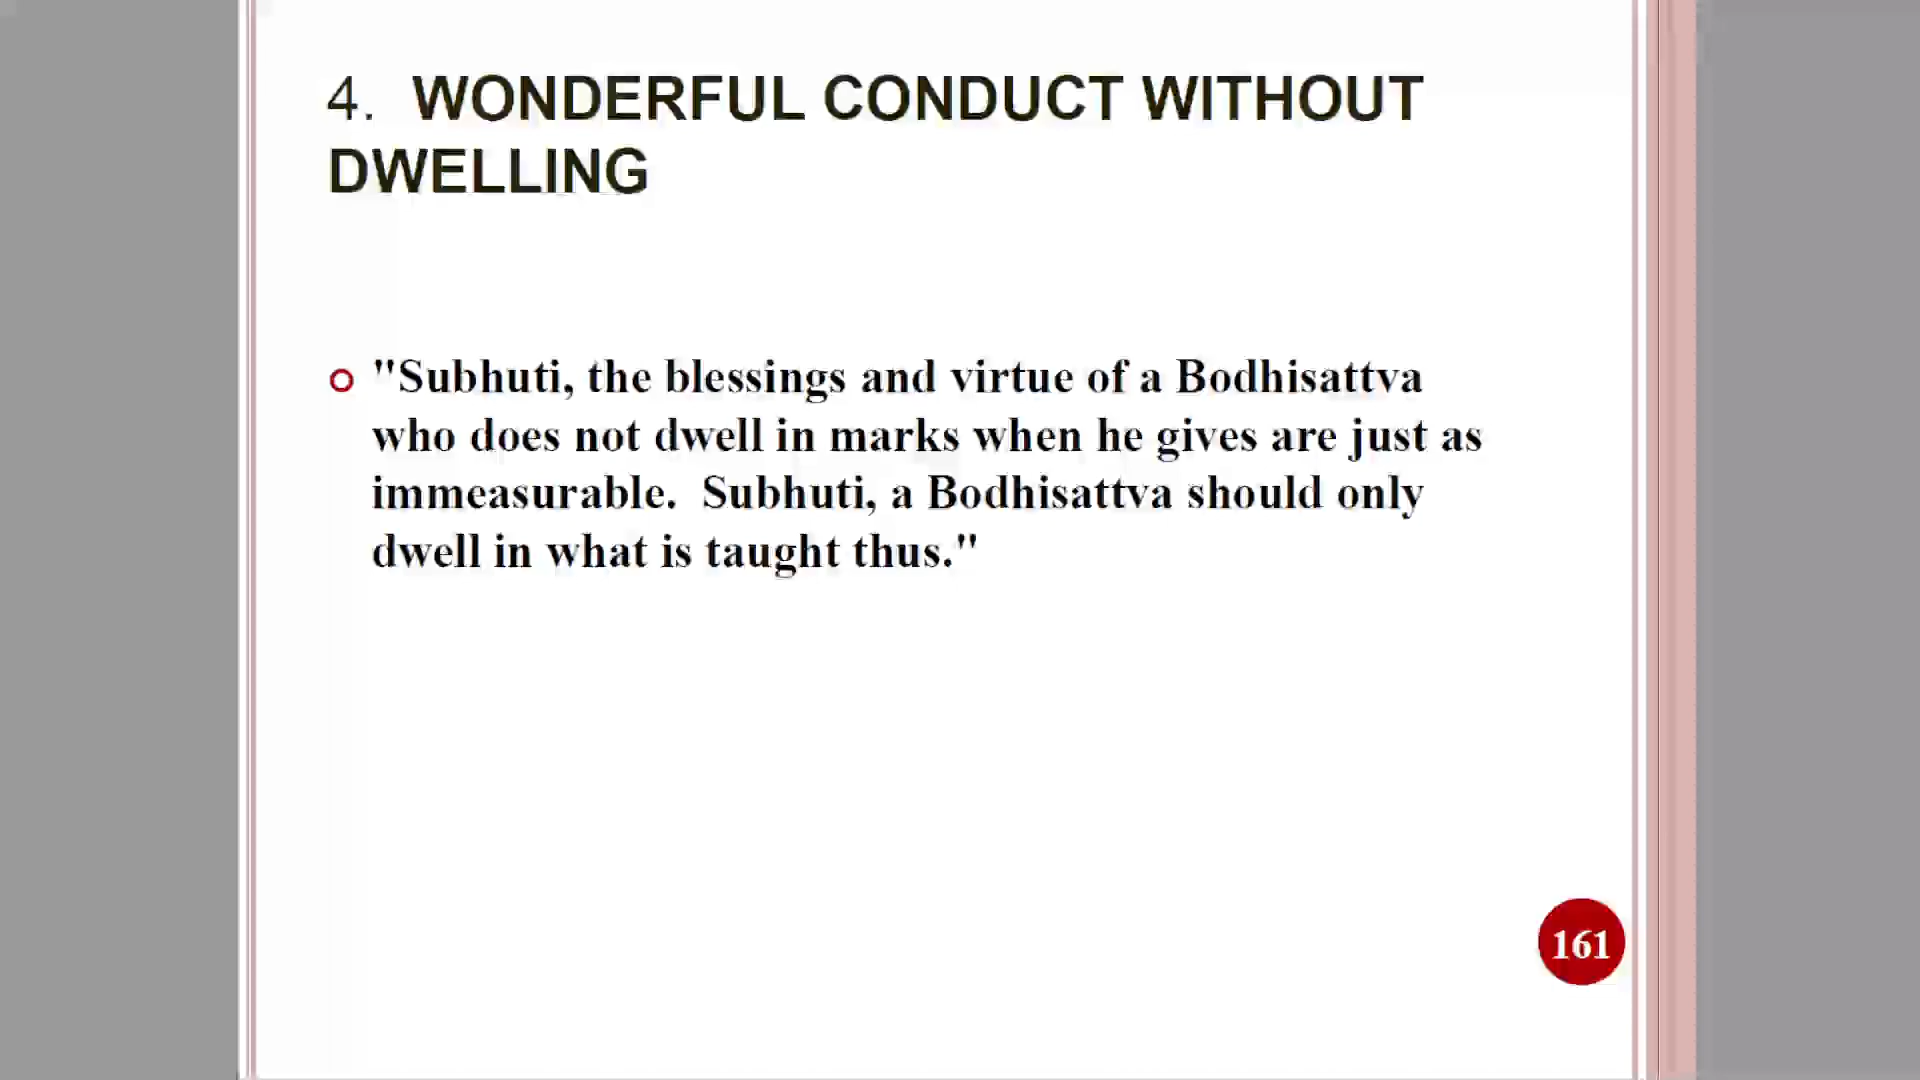 4. WONDERFUL CONDUCT WITHOUT
DWELLING
"Subhuti, the blessings and virtue of a Bodhisattva
who does not dwell in marks when he gives are just as
immeasurable.  Subhuti, a Bodhisattva should only
dwell in what is taught thus."
161